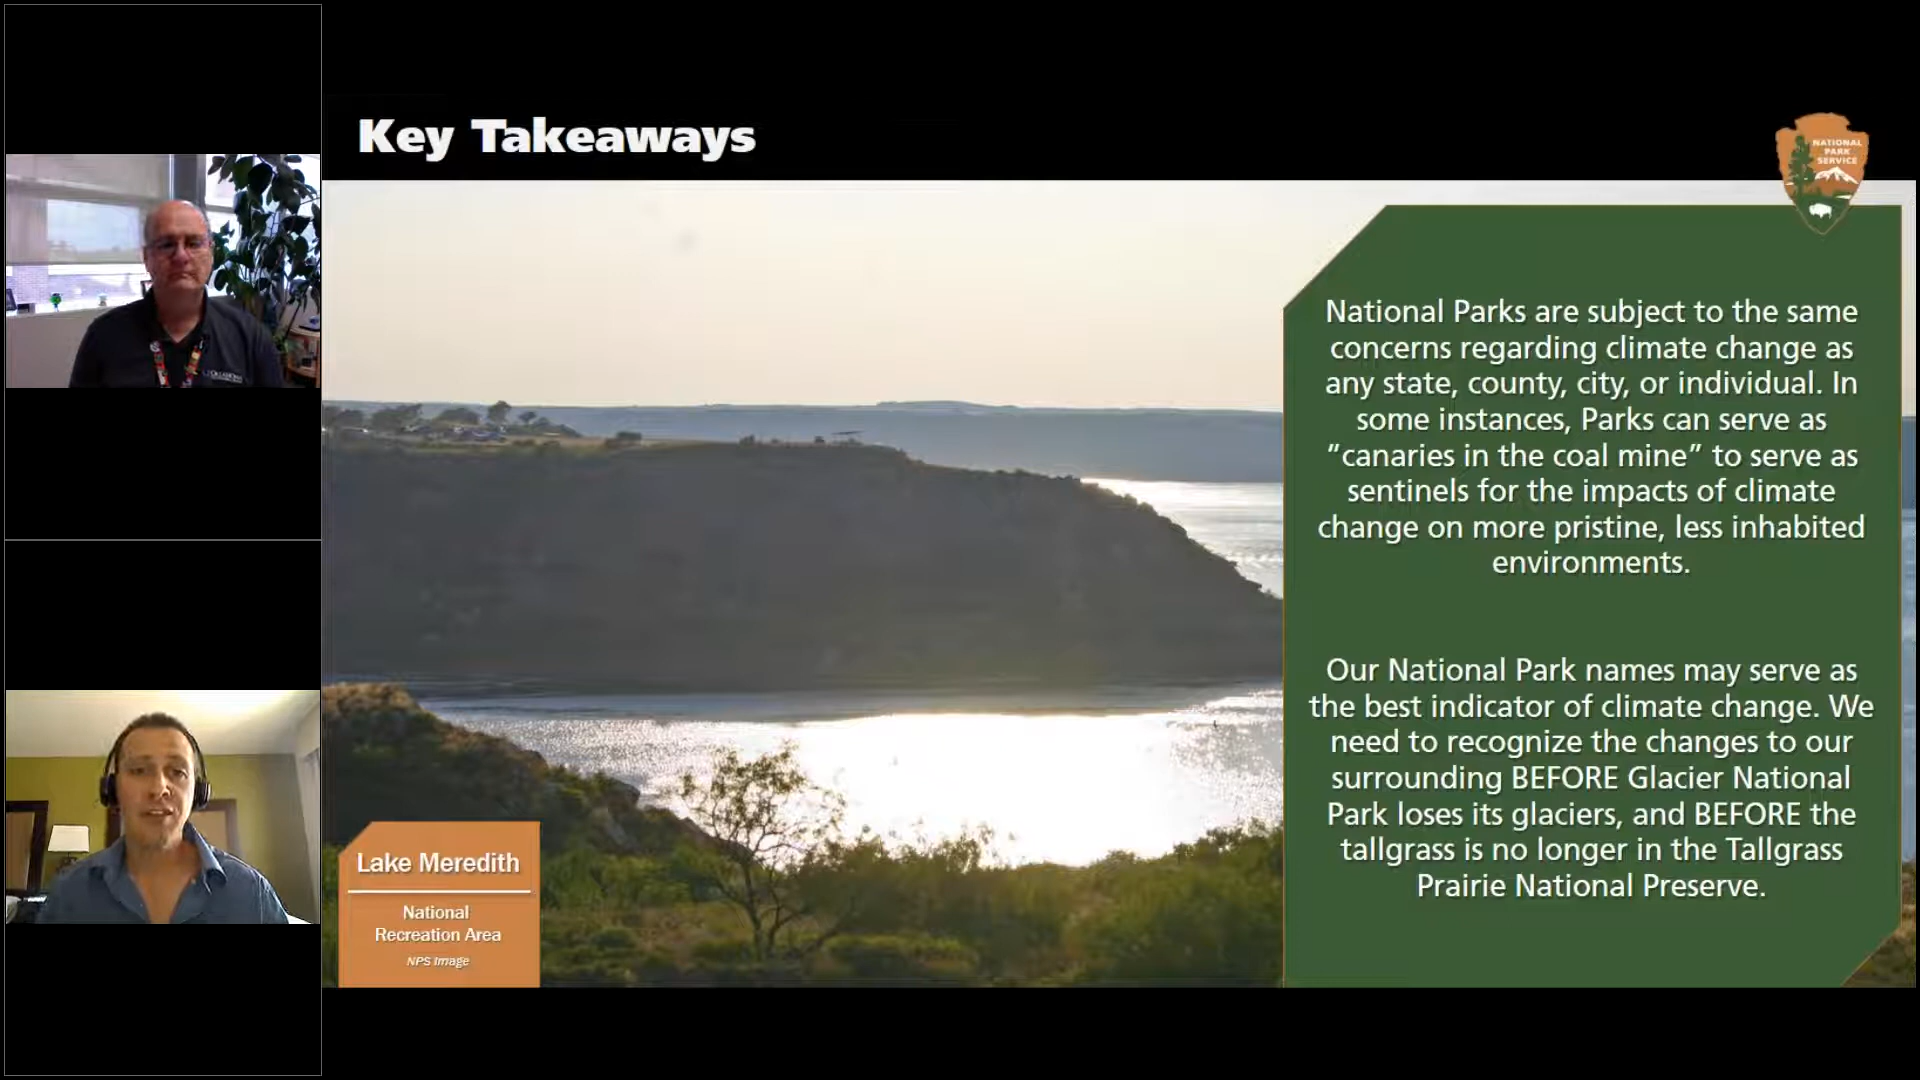 Key Takeaways
NATIONAL
PARK
SERVICE
National Parks are subject to the same
concerns regarding climate change as
any state, county, city, or individual. In
some instances, Parks can serve as
“canaries in the coal mine” to serve as
sentinels for the impacts of climate
change on more pristine, less inhabited
environments.
Our National Park names may serve as
the best indicator of climate change. We
need to recognize the changes to our
surrounding BEFORE Glacier National
Park loses its glaciers, and BEFORE the
tallgrass is no longer in the Tallgrass
Prairie National Preserve.
Lake Meredith
National
Recreation Area
NPS Image